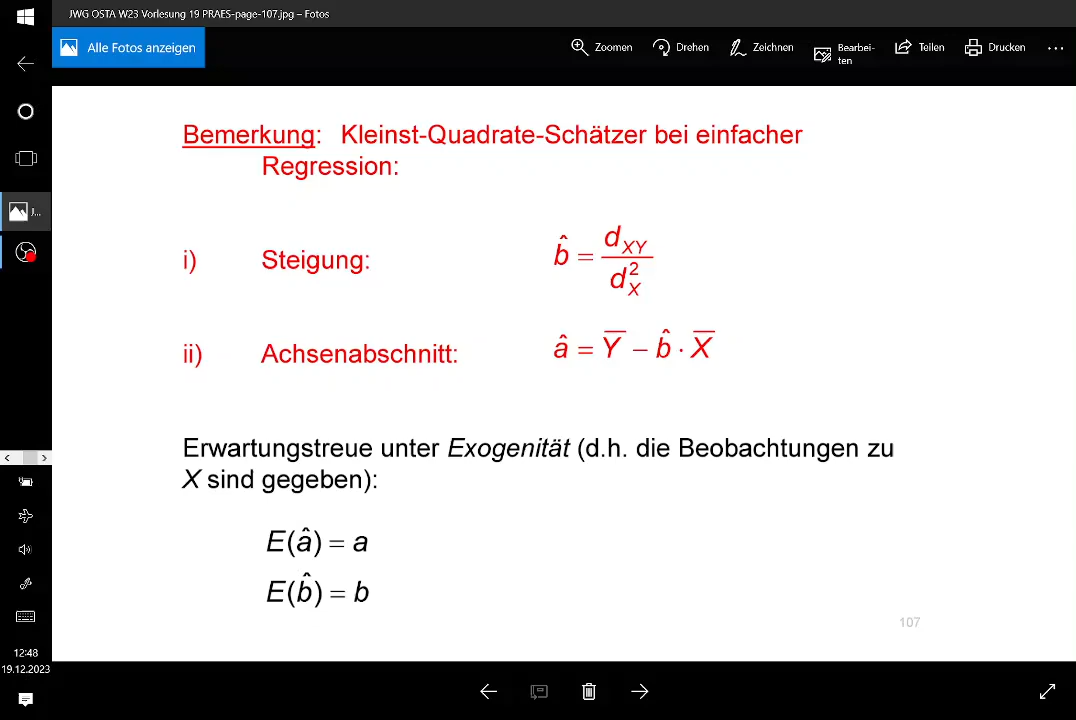 JWG OSTA W23 Vorlesung 19 PRAES-page-107.jpg – Fotos
Alle Fotos anzeigen
Zoomen
Drehen
Zeichnen
Bearbei-
ten
Teilen
Drucken
J...
Bemerkung: Kleinst-Quadrate-Schätzer bei einfacher
Regression:
i) Steigung: b̂ = d_XY / d_X^2
ii) Achsenabschnitt: â = Y̅ – b̂ · X̅
Erwartungstreue unter Exogenität (d.h. die Beobachtungen zu
X sind gegeben):
E(â) = a
E(b̂) = b
107
12:48
19.12.2023